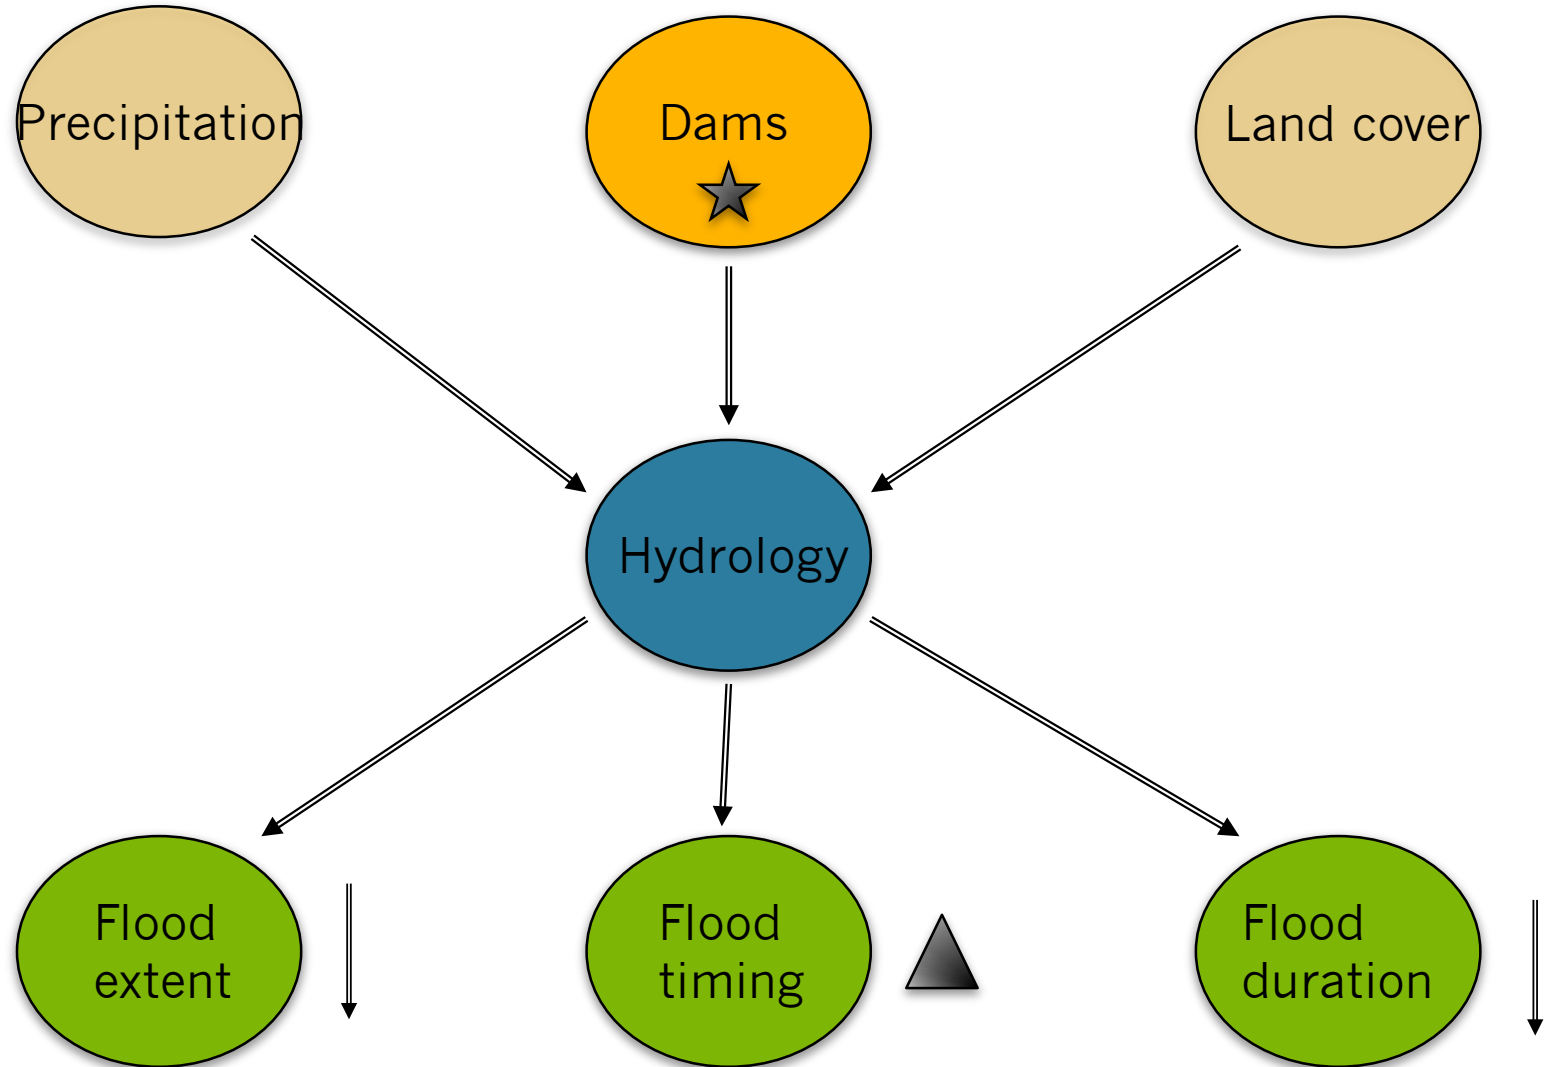 Precipitation
Dams
Land cover
Hydrology
Flood
extent
Flood
timing
Flood
duration